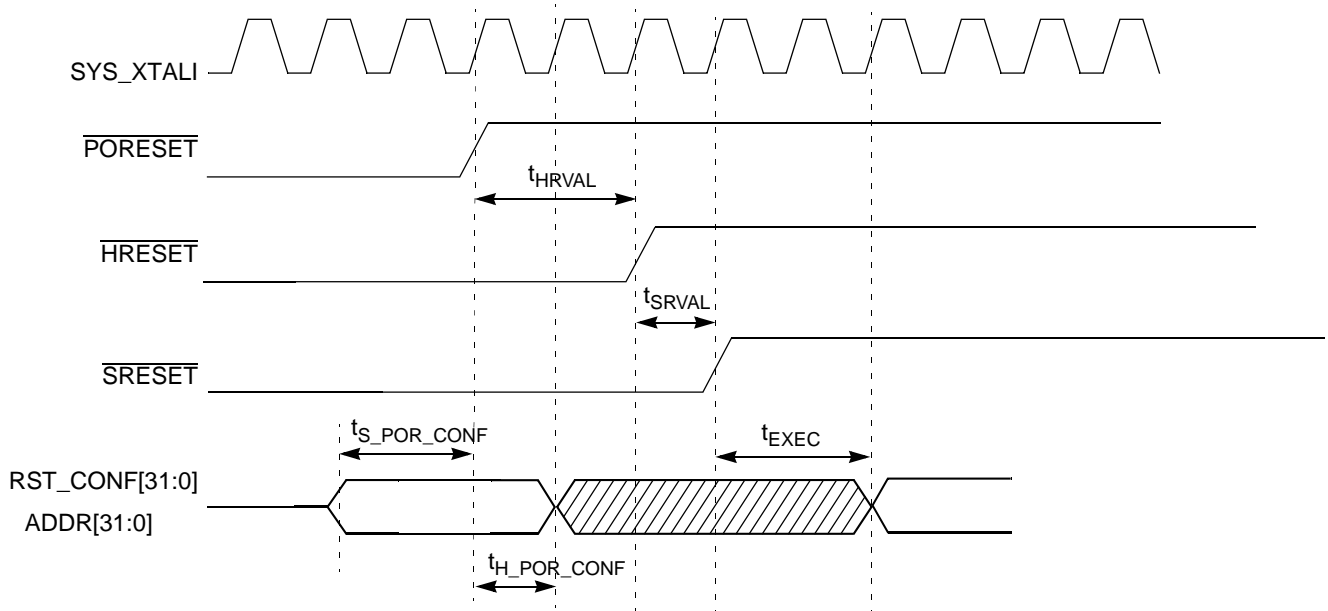 SYS_XTALI
PORESET
tHRVAL
HRESET
tSRVAL
SRESET
tS_POR_CONF
tEXEC
RST_CONF[31:0]
ADDR[31:0]
tH_POR_CONF